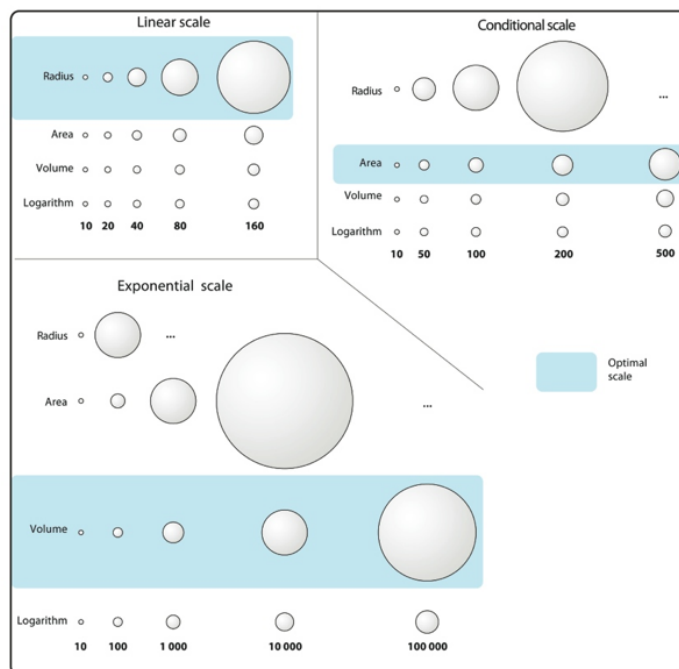 Linear scale
Radius
Area
Volume
Logarithm
10 20 40 80 160
Conditional scale
Radius ...
Area
Volume
Logarithm
10 50 100 200 500
Exponential scale
Radius ...
Area ...
Volume
Logarithm
10 100 1 000 10 000 100 000
Optimal
scale